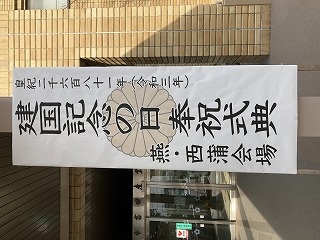 皇紀二千六百八十一年(令和三年)
建国記念の日奉祝式典
燕・西蒲会場